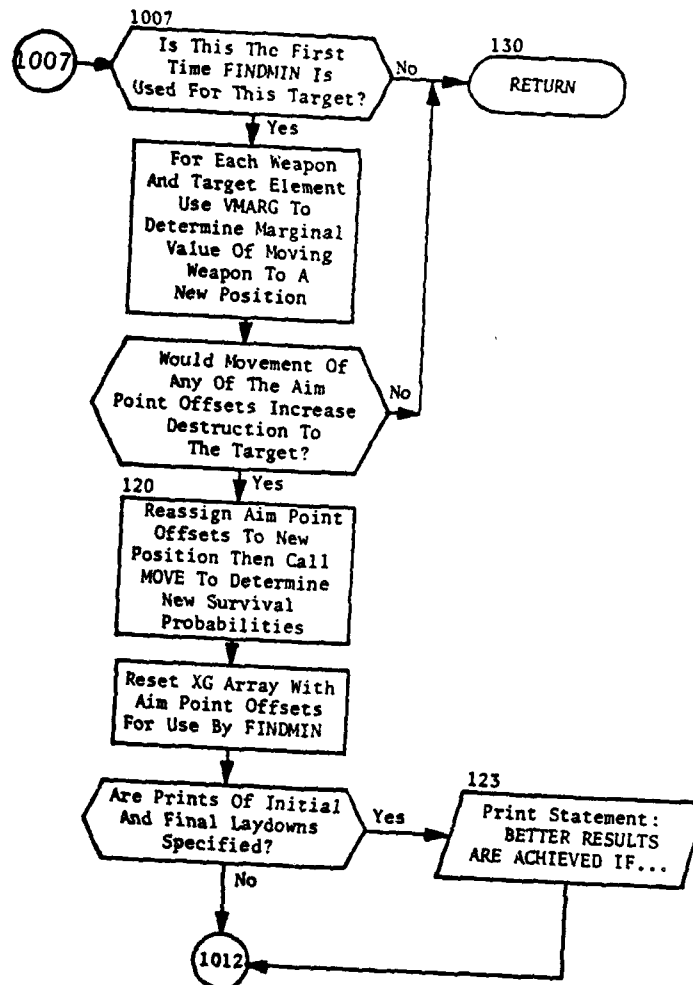 1007
1007
Is This The First
Time FINDMIN Is
Used For This Target?
No
130
RETURN
Yes
For Each Weapon
And Target Element
Use VMARG To
Determine Marginal
Value Of Moving
Weapon To A
New Position
Would Movement Of
Any Of The Aim
Point Offsets Increase
Destruction To
The Target?
No
Yes
120
Reassign Aim Point
Offsets To New
Position Then Call
MOVE To Determine
New Survival
Probabilities
Reset XG Array With
Aim Point Offsets
For Use By FINDMIN
Are Prints Of Initial
And Final Laydowns
Specified?
Yes
123
Print Statement:
BETTER RESULTS
ARE ACHIEVED IF...
No
1012